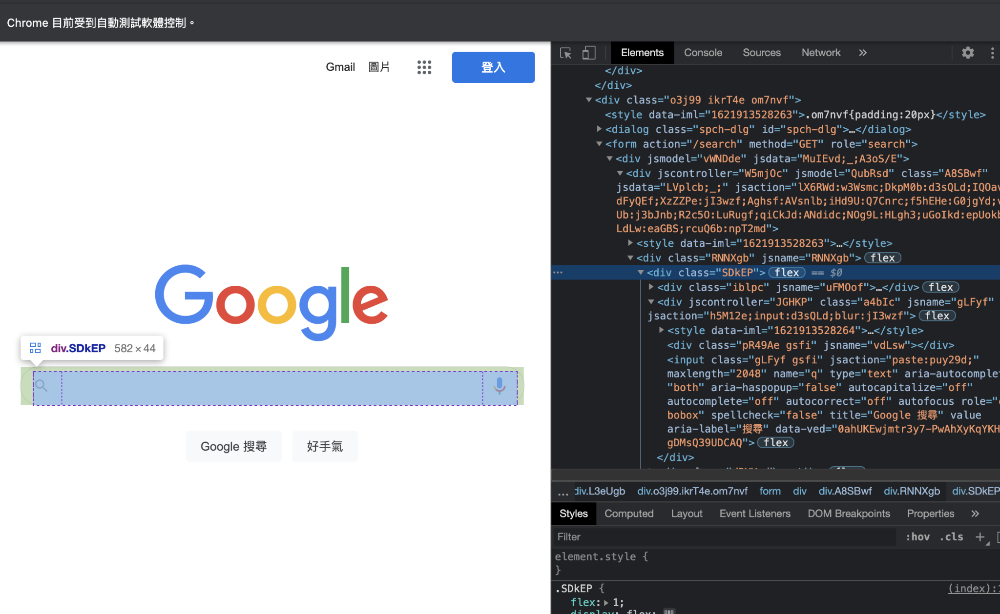 Chrome 目前受到自動測試軟體控制。
Gmail 圖片 登入
Google
div.SDkEP 582 × 44
Google 搜尋 好手氣
Elements Console Sources Network »
</div>
</div>
<div class="o3j99 ikrT4e om7nvf">
<style data-iml="1621913528263">.om7nvf{padding:20px}</style>
<dialog class="spch-dlg" id="spch-dlg">…</dialog>
<form action="/search" method="GET" role="search">
<div jsmodel="vWNDde" jsdata="MuIEvd;_;A3oS/E">
<div jscontroller="W5mjOc" jsmodel="QubRsd" class="A8SBwf"
jsdata="LVplcb;_;" jsaction="lX6RWd:w3Wsmc;DkpM0b:d3sQLd;IQOav
dFyQEf;XzZZPe:jI3wzf;Aghsf:AVsnlb;iHd9U:Q7Cnrc;f5hEHe:G0jgYd;v
Ub:j3bJnb;R2c5O:LuRugf;qiCkJd:ANdidc;NOg9L:HLgh3;uGoIkd:epUokb
LdLw:eaGBS;rcuQ6b:npT2md">
<style data-iml="1621913528263">…</style>
<div class="RNNXgb" jsname="RNNXgb"> flex
… <div class="SDkEP"> flex == $0
<div class="iblpc" jsname="uFMOof">…</div> flex
<div jscontroller="JGHKP" class="a4bIc" jsname="gLFyf"
jsaction="h5M12e;input:d3sQLd;blur:jI3wzf"> flex
<style data-iml="1621913528264">…</style>
<div class="pR49Ae gsfi" jsname="vdLsw"></div>
<input class="gLFyf gsfi" jsaction="paste:puy29d;"
maxlength="2048" name="q" type="text" aria-autocomplet
"both" aria-haspopup="false" autocapitalize="off"
autocomplete="off" autocorrect="off" autofocus role="c
bobox" spellcheck="false" title="Google 搜尋" value
aria-label="搜尋" data-ved="0ahUKEwjmtr3y7-PwAhXyKqYKH
gDMsQ39UDCAQ"> flex
</div>
… div.L3eUgb div.o3j99.ikrT4e.om7nvf form div div.A8SBwf div.RNNXgb div.SDkEP
Styles Computed Layout Event Listeners DOM Breakpoints Properties »
Filter :hov .cls +
element.style {
}
.SDkEP { (index):1
flex: 1;
display: flex;